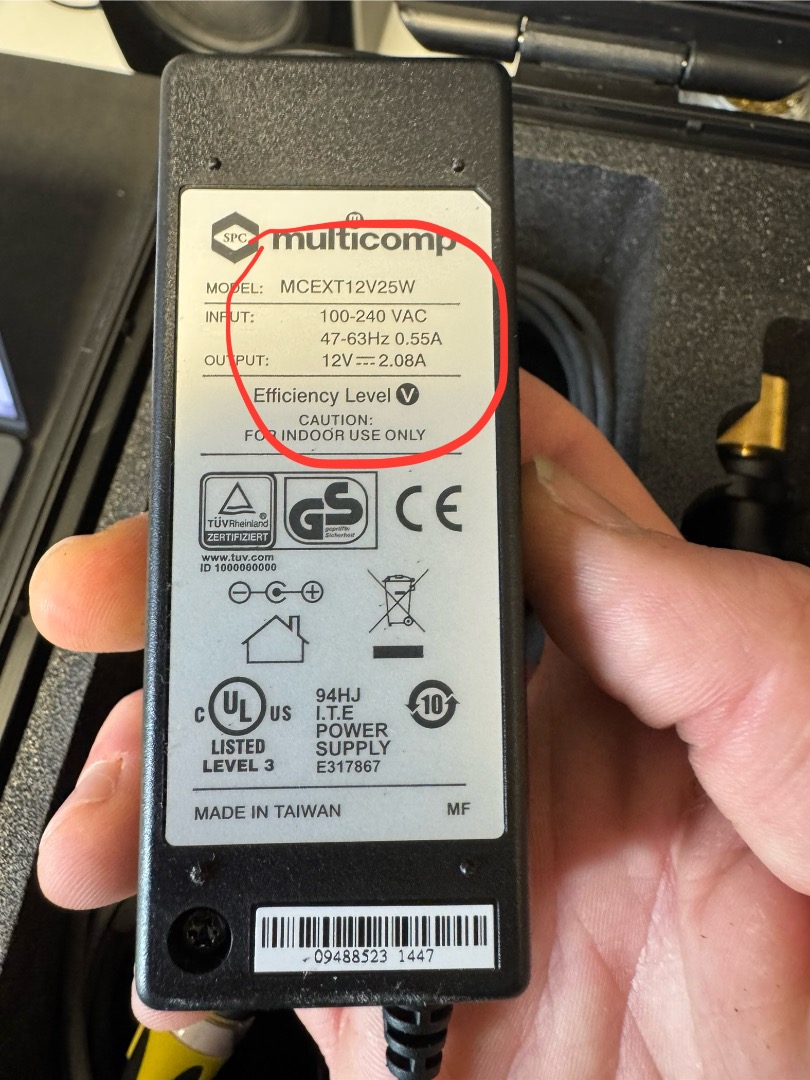 SPC multicomp
MODEL: MCEXT12V25W
INPUT: 100-240 VAC
47-63Hz 0.55A
OUTPUT: 12V⎓2.08A
Efficiency Level V
CAUTION:
FOR INDOOR USE ONLY
TÜVRheinland
ZERTIFIZIERT
GS
geprüfte
Sicherheit
CE
www.tuv.com
ID 1000000000
C UL US
LISTED
LEVEL 3
94HJ
I.T.E
POWER
SUPPLY
E317867
10
MADE IN TAIWAN MF
09488523 1447